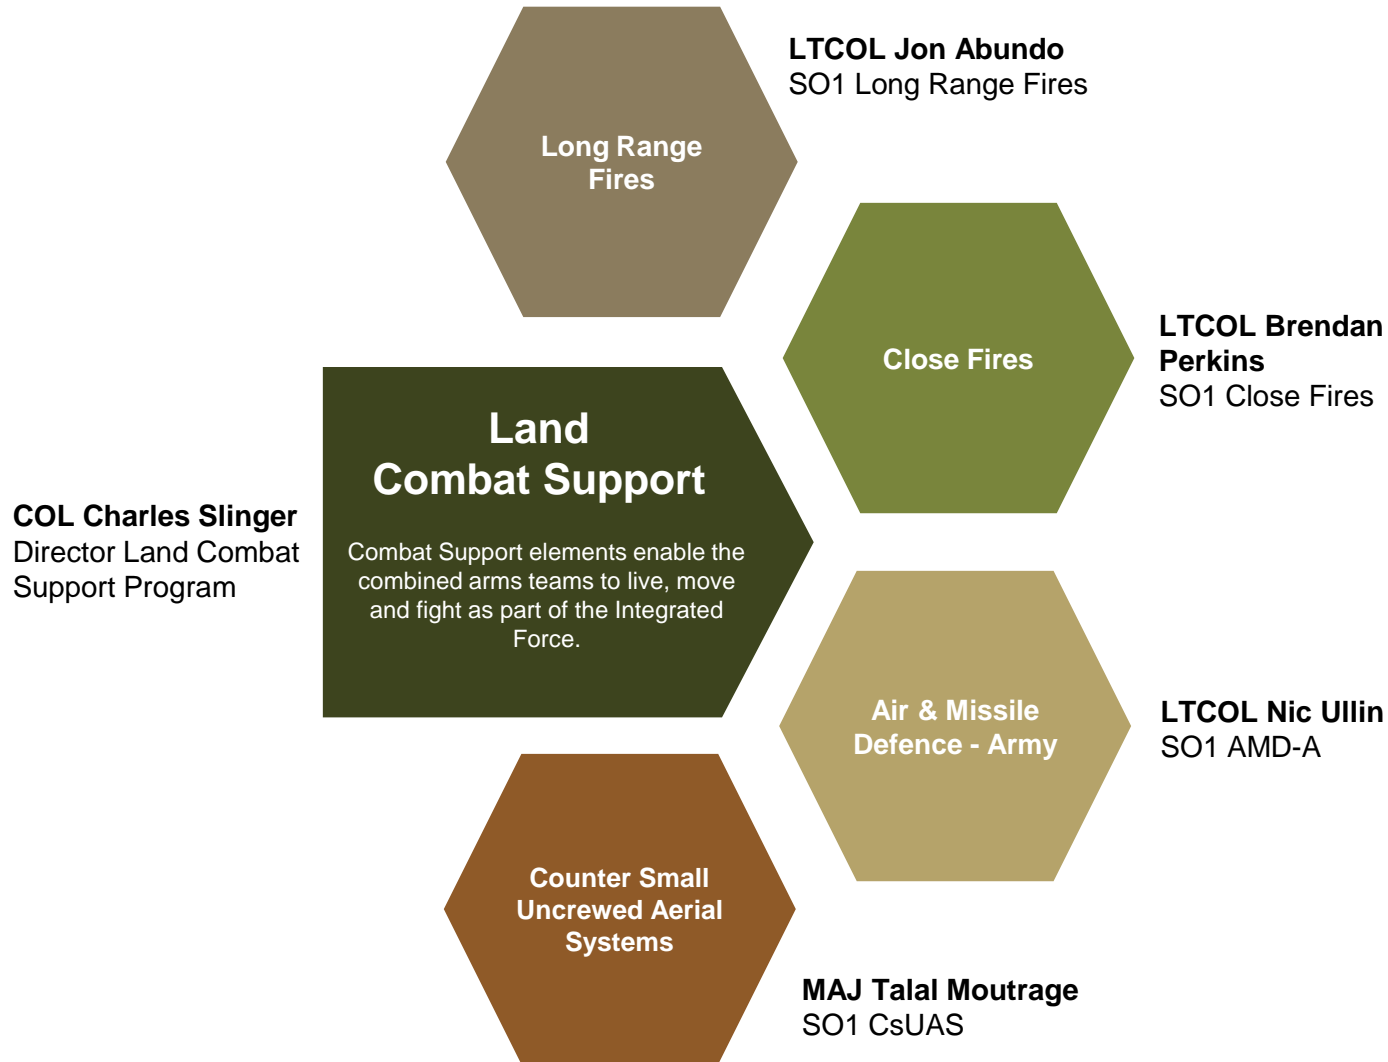 LTCOL Jon Abundo
SO1 Long Range Fires
Long Range
Fires
LTCOL Brendan
Perkins
SO1 Close Fires
Close Fires
Land
Combat Support
Combat Support elements enable the
combined arms teams to live, move
and fight as part of the Integrated
Force.
COL Charles Slinger
Director Land Combat
Support Program
Air & Missile
Defence - Army
LTCOL Nic Ullin
SO1 AMD-A
Counter Small
Uncrewed Aerial
Systems
MAJ Talal Moutrage
SO1 CsUAS